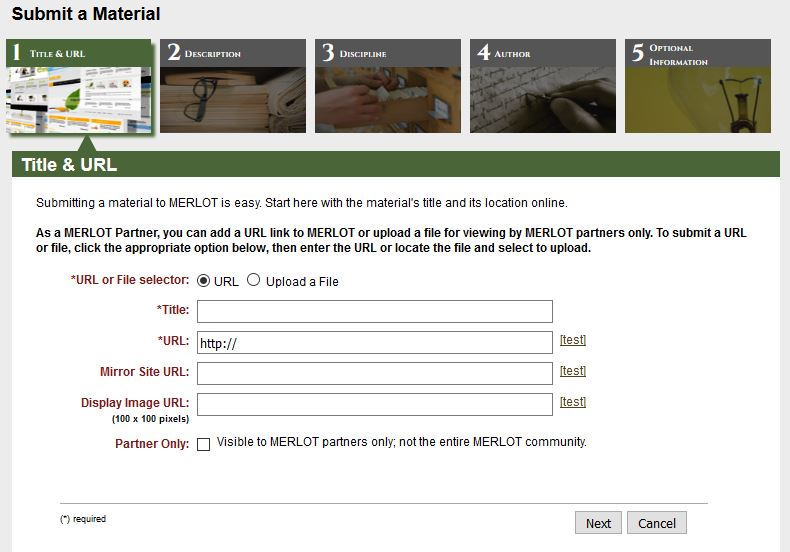 Submit a Material
1 Title & URL
2 Description
3 Discipline
4 Author
5 Optional
Information
Title & URL
Submitting a material to MERLOT is easy. Start here with the material's title and its location online.
As a MERLOT Partner, you can add a URL link to MERLOT or upload a file for viewing by MERLOT partners only. To submit a URL
or file, click the appropriate option below, then enter the URL or locate the file and select to upload.
*URL or File selector: URL Upload a File
*Title:
*URL: http:// [test]
Mirror Site URL: [test]
Display Image URL: [test]
(100 x 100 pixels)
Partner Only: Visible to MERLOT partners only; not the entire MERLOT community.
(*) required
Next Cancel